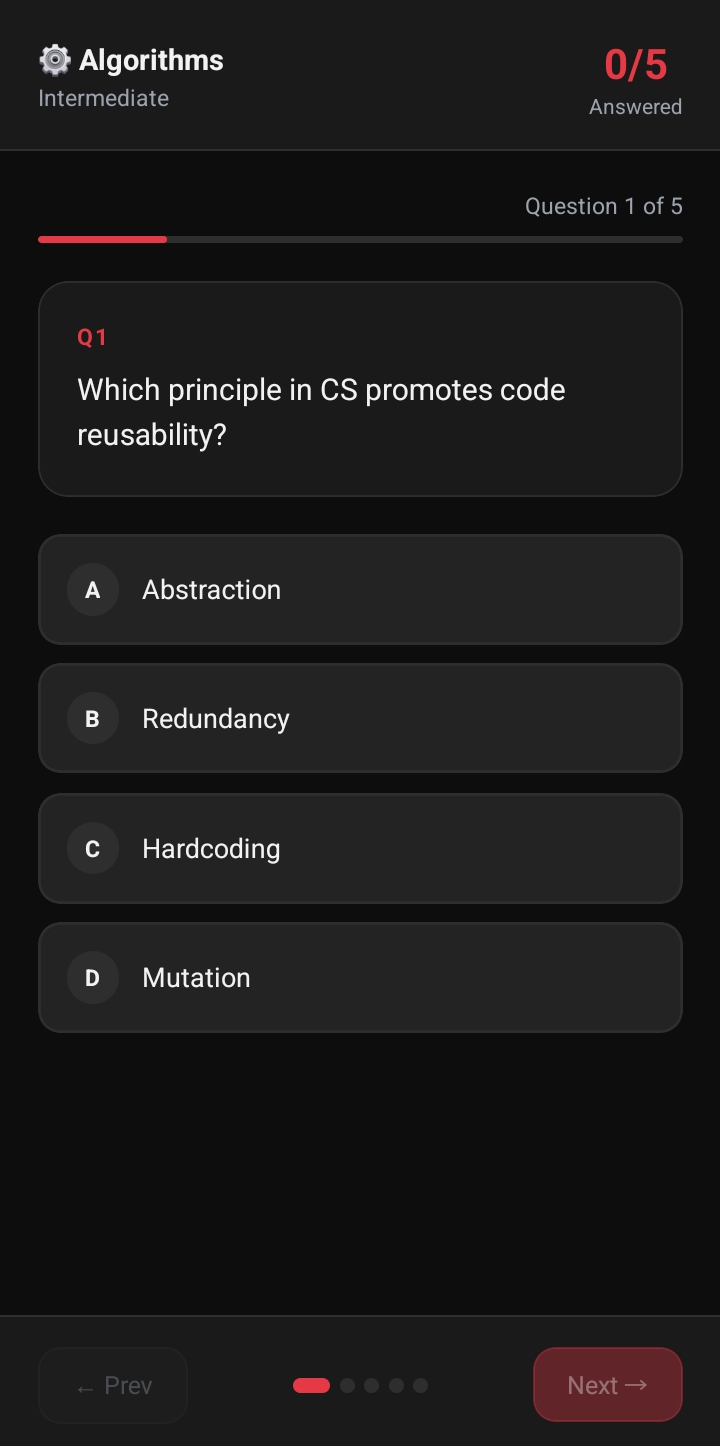 Algorithms
Intermediate
0/5
Answered
Question 1 of 5
Q1
Which principle in CS promotes code
reusability?
A Abstraction
B Redundancy
C Hardcoding
D Mutation
← Prev
Next →